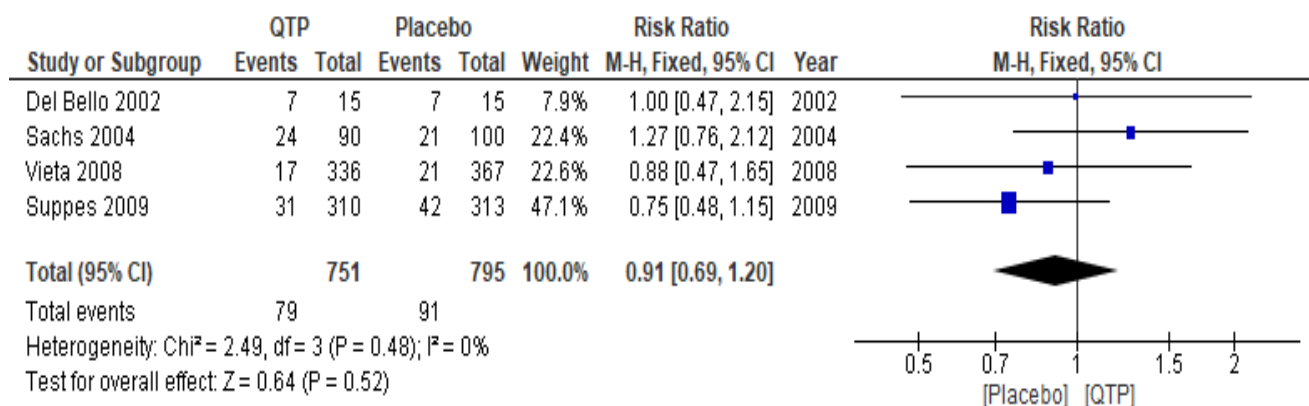 QTP Placebo Risk Ratio Risk Ratio
Study or Subgroup Events Total Events Total Weight M-H, Fixed, 95% CI Year M-H, Fixed, 95% CI
Del Bello 2002 7 15 7 15 7.9% 1.00 [0.47, 2.15] 2002
Sachs 2004 24 90 21 100 22.4% 1.27 [0.76, 2.12] 2004
Vieta 2008 17 336 21 367 22.6% 0.88 [0.47, 1.65] 2008
Suppes 2009 31 310 42 313 47.1% 0.75 [0.48, 1.15] 2009
Total (95% CI) 751 795 100.0% 0.91 [0.69, 1.20]
Total events 79 91
Heterogeneity: Chi² = 2.49, df = 3 (P = 0.48); I² = 0%
Test for overall effect: Z = 0.64 (P = 0.52)
0.5 0.7 1 1.5 2
[Placebo] [QTP]